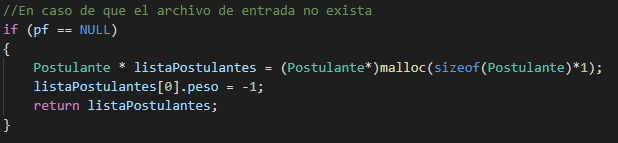 //En caso de que el archivo de entrada no exista
if (pf == NULL)
{
    Postulante * listaPostulantes = (Postulante*)malloc(sizeof(Postulante)*1);
    listaPostulantes[0].peso = -1;
    return listaPostulantes;
}